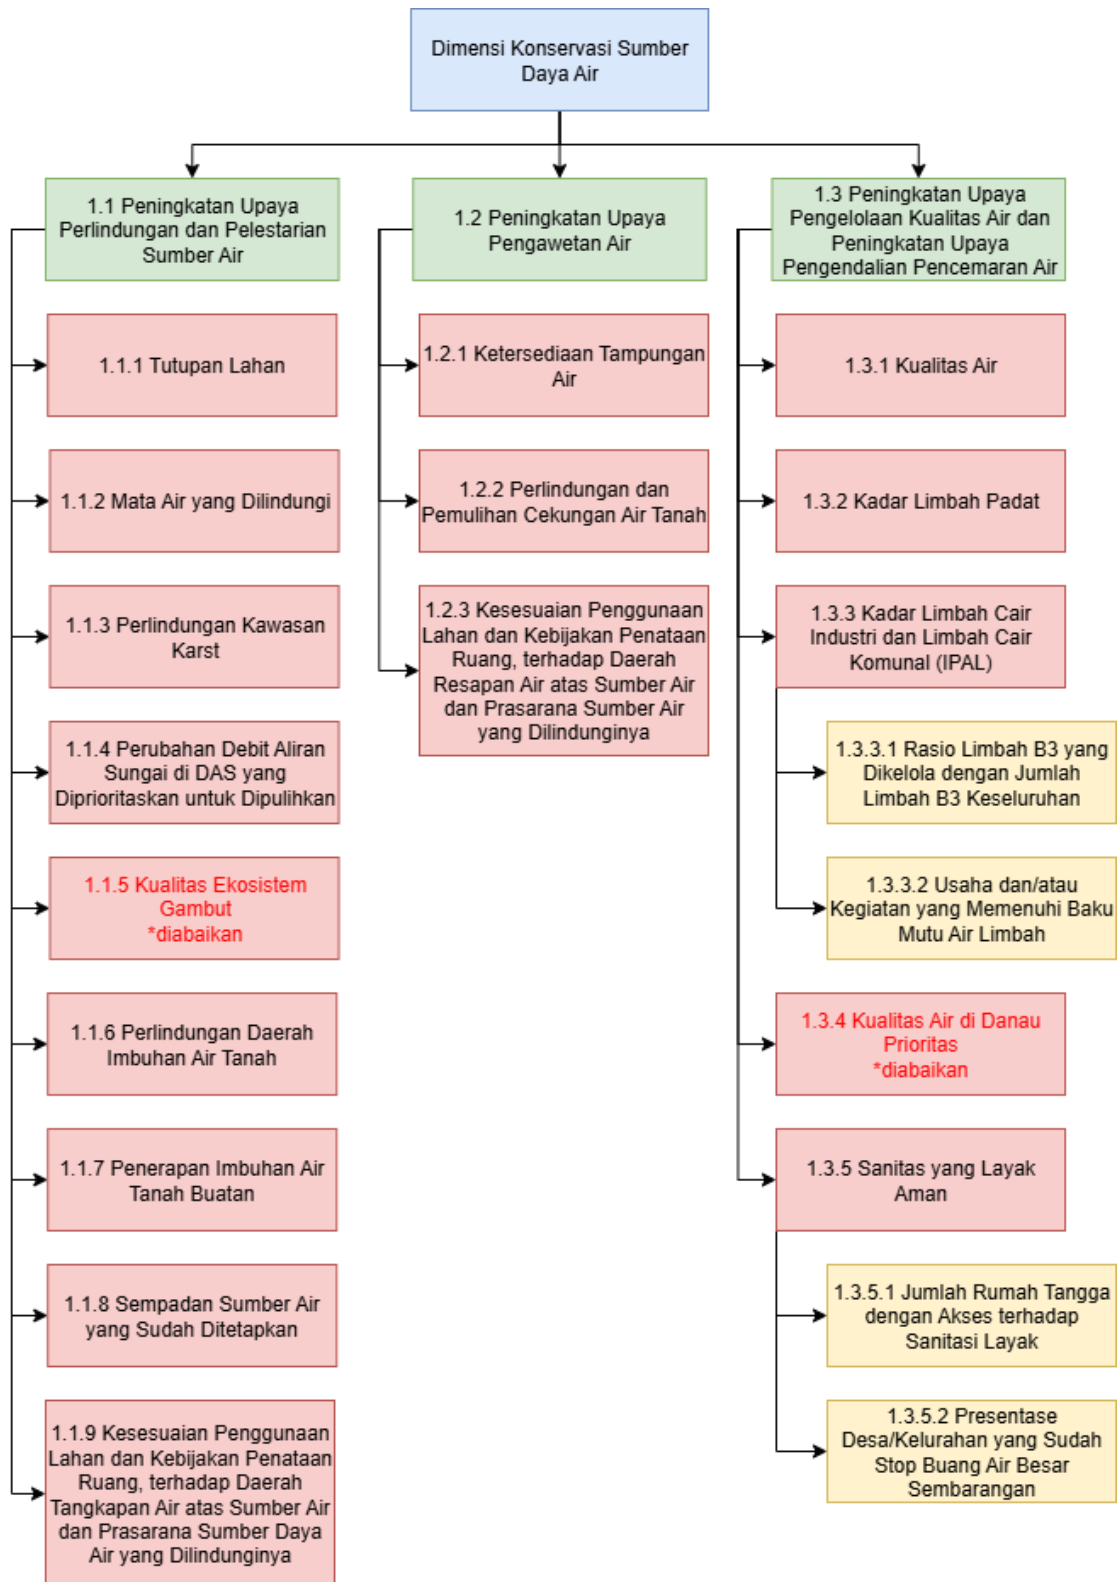 Dimensi Konservasi Sumber
Daya Air
1.1 Peningkatan Upaya
Perlindungan dan Pelestarian
Sumber Air
1.1.1 Tutupan Lahan
1.1.2 Mata Air yang Dilindungi
1.1.3 Perlindungan Kawasan
Karst
1.1.4 Perubahan Debit Aliran
Sungai di DAS yang
Diprioritaskan untuk Dipulihkan
1.1.5 Kualitas Ekosistem
Gambut
*diabaikan
1.1.6 Perlindungan Daerah
Imbuhan Air Tanah
1.1.7 Penerapan Imbuhan Air
Tanah Buatan
1.1.8 Sempadan Sumber Air
yang Sudah Ditetapkan
1.1.9 Kesesuaian Penggunaan
Lahan dan Kebijakan Penataan
Ruang, terhadap Daerah
Tangkapan Air atas Sumber Air
dan Prasarana Sumber Daya
Air yang Dilindunginya
1.2 Peningkatan Upaya
Pengawetan Air
1.2.1 Ketersediaan Tampungan
Air
1.2.2 Perlindungan dan
Pemulihan Cekungan Air Tanah
1.2.3 Kesesuaian Penggunaan
Lahan dan Kebijakan Penataan
Ruang, terhadap Daerah
Resapan Air atas Sumber Air
dan Prasarana Sumber Air
yang Dilindunginya
1.3 Peningkatan Upaya
Pengelolaan Kualitas Air dan
Peningkatan Upaya
Pengendalian Pencemaran Air
1.3.1 Kualitas Air
1.3.2 Kadar Limbah Padat
1.3.3 Kadar Limbah Cair
Industri dan Limbah Cair
Komunal (IPAL)
1.3.3.1 Rasio Limbah B3 yang
Dikelola dengan Jumlah
Limbah B3 Keseluruhan
1.3.3.2 Usaha dan/atau
Kegiatan yang Memenuhi Baku
Mutu Air Limbah
1.3.4 Kualitas Air di Danau
Prioritas
*diabaikan
1.3.5 Sanitas yang Layak
Aman
1.3.5.1 Jumlah Rumah Tangga
dengan Akses terhadap
Sanitasi Layak
1.3.5.2 Presentase
Desa/Kelurahan yang Sudah
Stop Buang Air Besar
Sembarangan